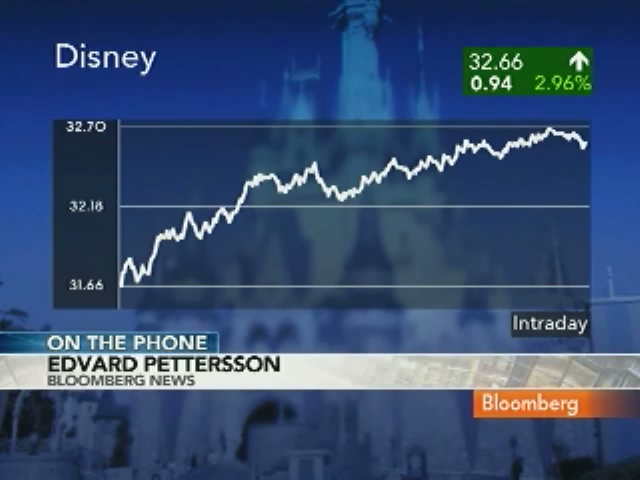 Disney
32.66
0.94 2.96%
32.70
32.18
31.66
Intraday
ON THE PHONE
EDVARD PETTERSSON
BLOOMBERG NEWS
Bloomberg